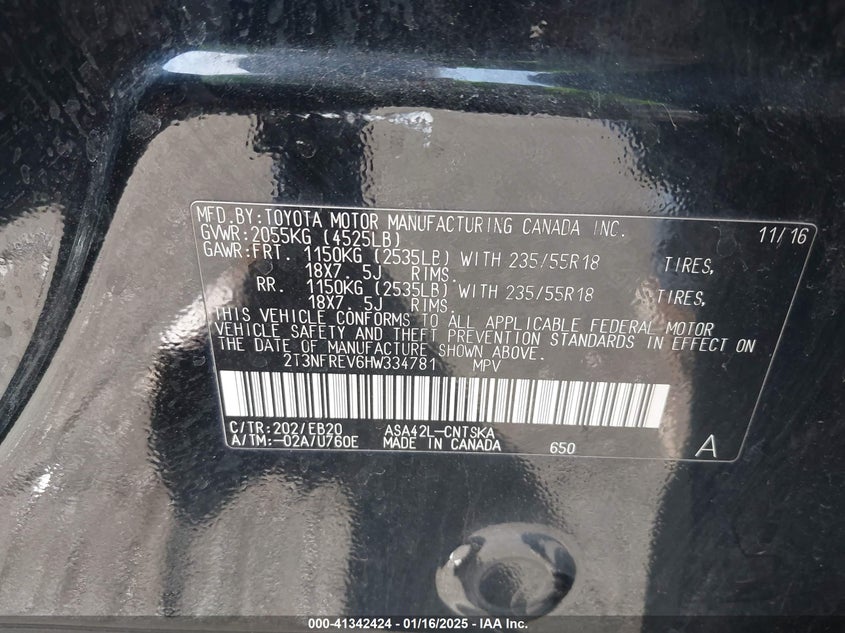 MFD.BY:TOYOTA MOTOR MANUFACTURING CANADA INC. 11/16
GVWR:2055KG (4525LB)
GAWR:FRT. 1150KG (2535LB) WITH 235/55R18 TIRES,
18X7.5J RIMS.
RR. 1150KG (2535LB) WITH 235/55R18 TIRES,
18X7.5J RIMS.
THIS VEHICLE CONFORMS TO ALL APPLICABLE FEDERAL MOTOR
VEHICLE SAFETY AND THEFT PREVENTION STANDARDS IN EFFECT ON
THE DATE OF MANUFACTURE SHOWN ABOVE.
2T3NFREV6HW334781 MPV
C/TR:202/EB20 ASA42L-CNTSKA
A/TM:-02A/U760E MADE IN CANADA 650 A
000-41342424 - 01/16/2025 - IAA Inc.